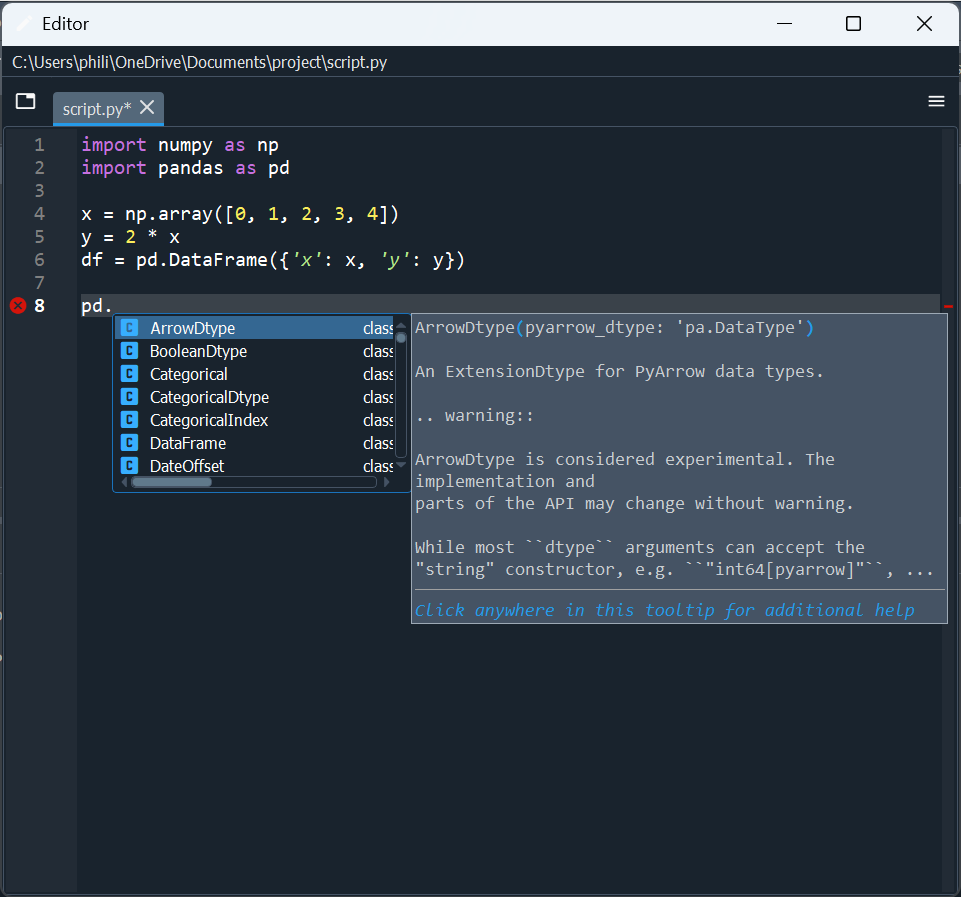 Editor
C:\Users\phili\OneDrive\Documents\project\script.py
script.py*
1 import numpy as np
2 import pandas as pd
3
4 x = np.array([0, 1, 2, 3, 4])
5 y = 2 * x
6 df = pd.DataFrame({'x': x, 'y': y})
7
8 pd.
C ArrowDtype class
C BooleanDtype class
C Categorical class
C CategoricalDtype class
C CategoricalIndex class
C DataFrame class
C DateOffset class
ArrowDtype(pyarrow_dtype: 'pa.DataType')
An ExtensionDtype for PyArrow data types.
.. warning::
ArrowDtype is considered experimental. The
implementation and
parts of the API may change without warning.
While most ``dtype`` arguments can accept the
"string" constructor, e.g. ``"int64[pyarrow]"``, ...
Click anywhere in this tooltip for additional help